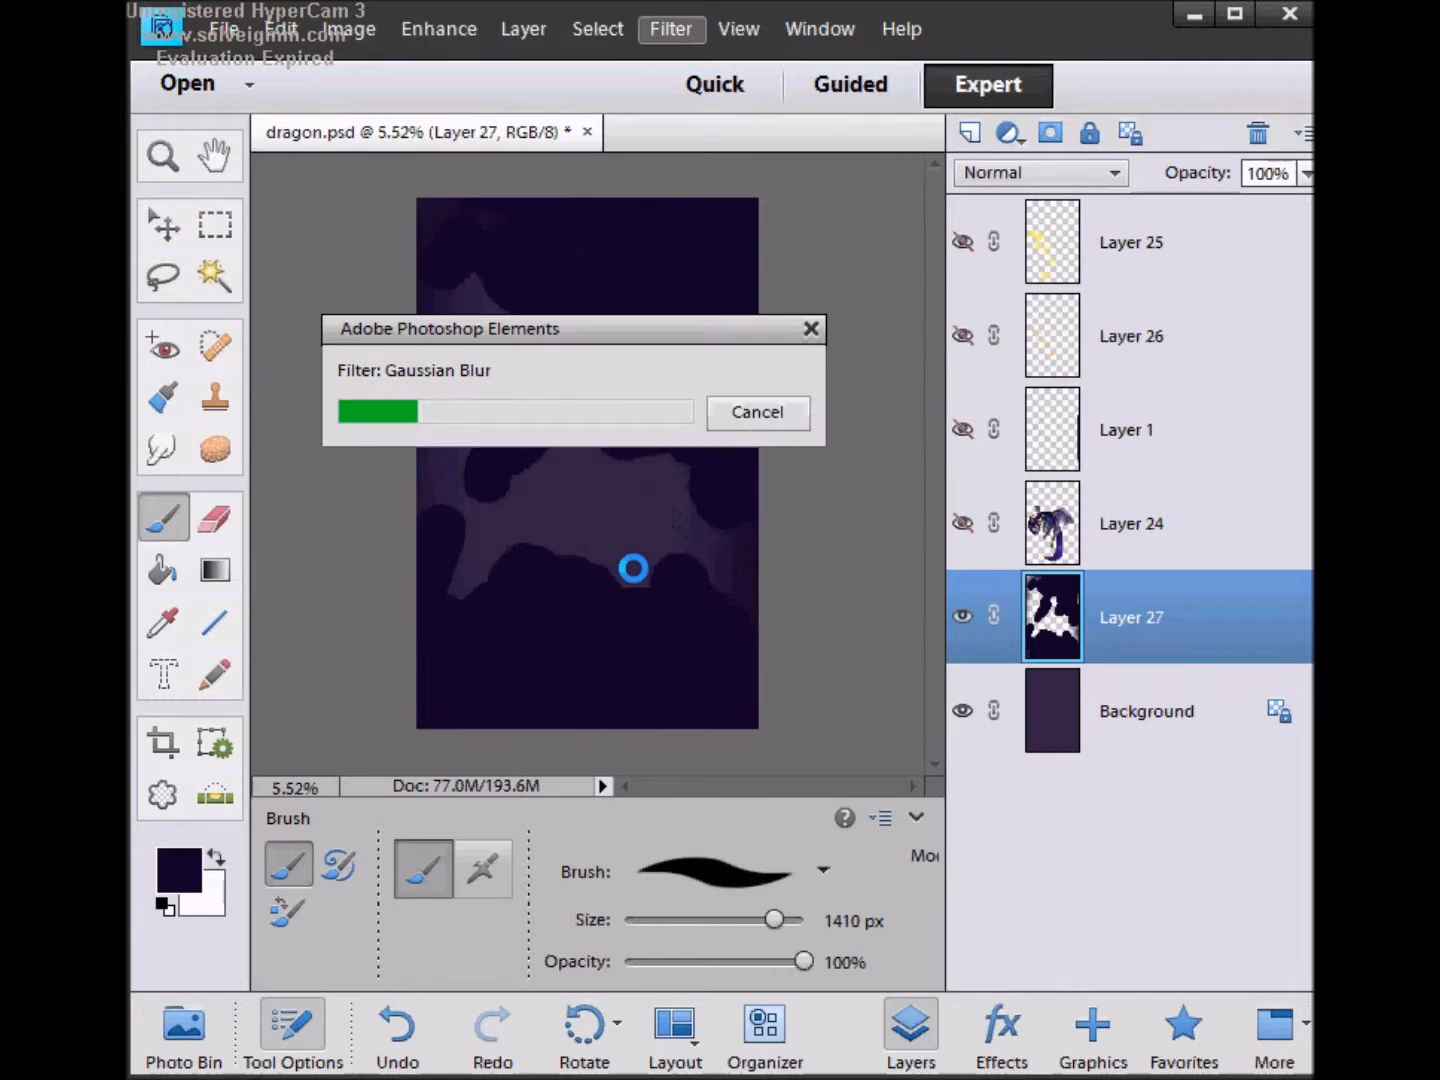 Unregistered HyperCam 3
www.solveigmm.com
Evaluation Expired
File Edit Image Enhance Layer Select Filter View Window Help
Open Quick Guided Expert
dragon.psd @ 5.52% (Layer 27, RGB/8) * ×
Normal Opacity: 100%
Layer 25
Adobe Photoshop Elements
Filter: Gaussian Blur
Cancel
Layer 26
Layer 1
Layer 24
Layer 27
Background
5.52% Doc: 77.0M/193.6M
Brush
Brush: Mo
Size: 1410 px
Opacity: 100%
Photo Bin Tool Options Undo Redo Rotate Layout Organizer Layers Effects Graphics Favorites More